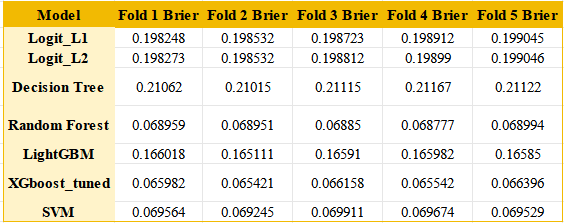 Model Fold 1 Brier Fold 2 Brier Fold 3 Brier Fold 4 Brier Fold 5 Brier
Logit_L1 0.198248 0.198532 0.198723 0.198912 0.199045
Logit_L2 0.198273 0.198532 0.198812 0.19899 0.199046
Decision Tree 0.21062 0.21015 0.21115 0.21167 0.21122
Random Forest 0.068959 0.068951 0.06885 0.068777 0.068994
LightGBM 0.166018 0.165111 0.16591 0.165982 0.16585
XGboost_tuned 0.065982 0.065421 0.066158 0.065542 0.066396
SVM 0.069564 0.069245 0.069911 0.069674 0.069529